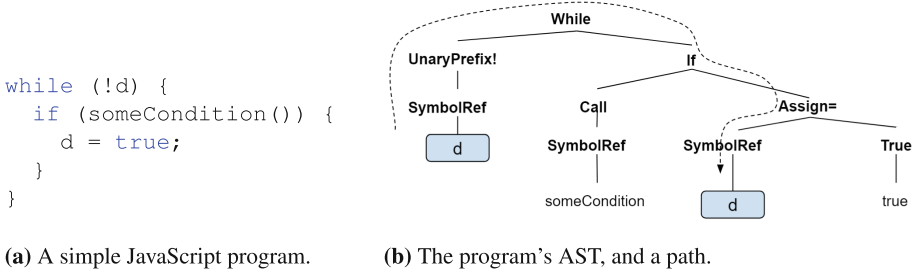 while (!d) {
  if (someCondition()) {
    d = true;
  }
}
(a) A simple JavaScript program.
While
UnaryPrefix!
If
SymbolRef
Call
Assign=
d
SymbolRef
SymbolRef
True
someCondition
d
true
(b) The program's AST, and a path.